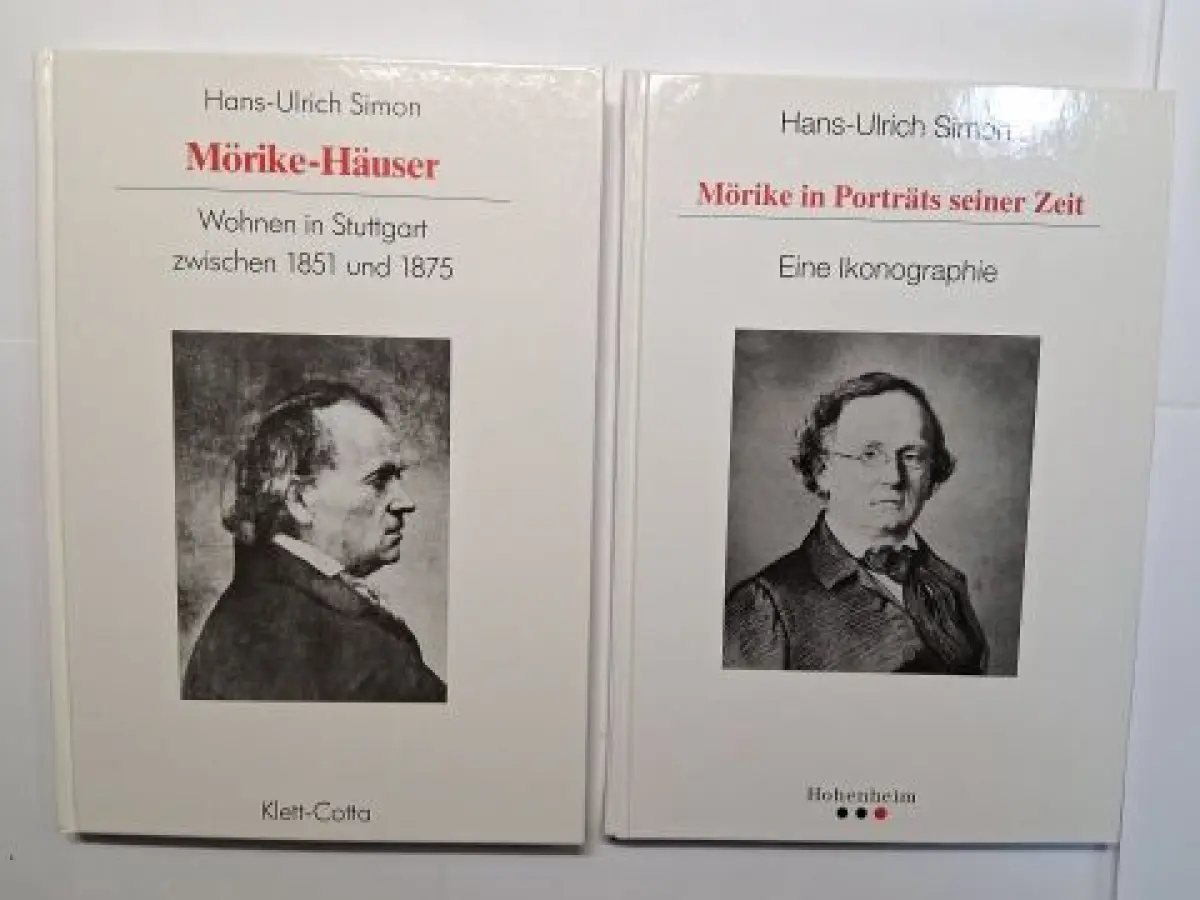 Hans-Ulrich Simon
Mörike-Häuser
Wohnen in Stuttgart
zwischen 1851 und 1875
Klett-Cotta
Hans-Ulrich Simon
Mörike in Porträts seiner Zeit
Eine Ikonographie
Hohenheim